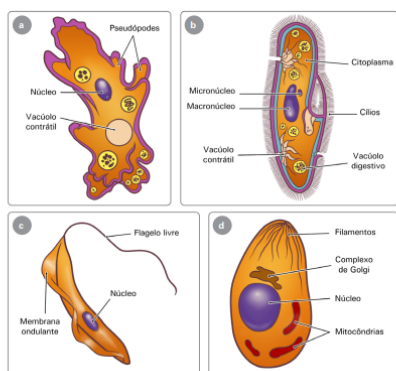 a
Pseudópodes
Núcleo
Vacúolo
contrátil
b
Citoplasma
Micronúcleo
Macronúcleo
Cílios
Vacúolo
contrátil
Vacúolo
digestivo
c
Flagelo livre
Núcleo
Membrana
ondulante
d
Filamentos
Complexo
de Golgi
Núcleo
Mitocôndrias